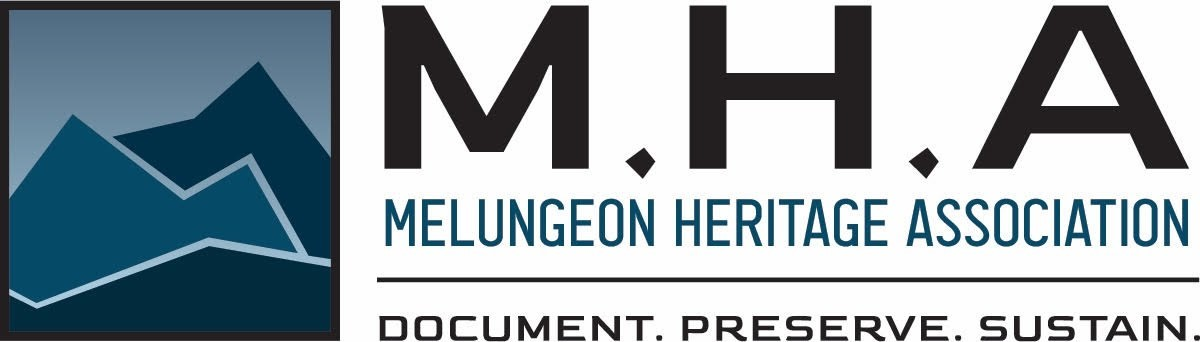 M.H.A
MELUNGEON HERITAGE ASSOCIATION
DOCUMENT. PRESERVE. SUSTAIN.